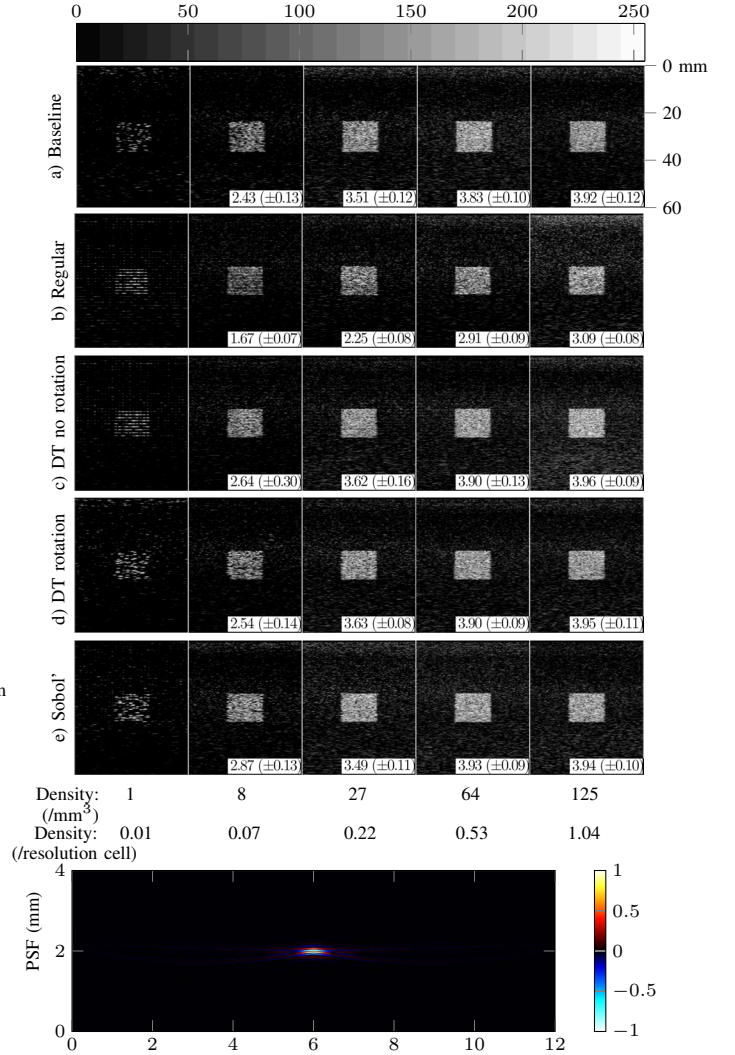 0 50 100 150 200 250
0 mm
20
40
60
a) Baseline
2.43 (±0.13) 3.51 (±0.12) 3.83 (±0.10) 3.92 (±0.12)
b) Regular
1.67 (±0.07) 2.25 (±0.08) 2.91 (±0.09) 3.09 (±0.08)
c) DT no rotation
2.64 (±0.30) 3.62 (±0.16) 3.90 (±0.13) 3.96 (±0.09)
d) DT rotation
2.54 (±0.14) 3.63 (±0.08) 3.90 (±0.09) 3.95 (±0.11)
n
e) Sobol’
2.87 (±0.13) 3.49 (±0.11) 3.93 (±0.09) 3.94 (±0.10)
Density: 1 8 27 64 125
(/mm³)
Density: 0.01 0.07 0.22 0.53 1.04
(/resolution cell)
PSF (mm)
4
2
0
0 2 4 6 8 10 12
1
0.5
0
−0.5
−1